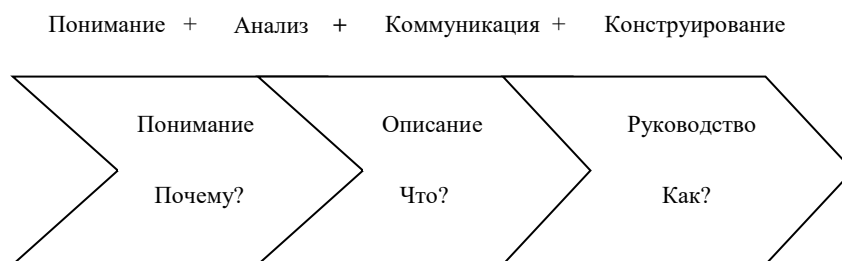 Понимание + Анализ + Коммуникация + Конструирование
Понимание Описание Руководство
Почему? Что? Как?